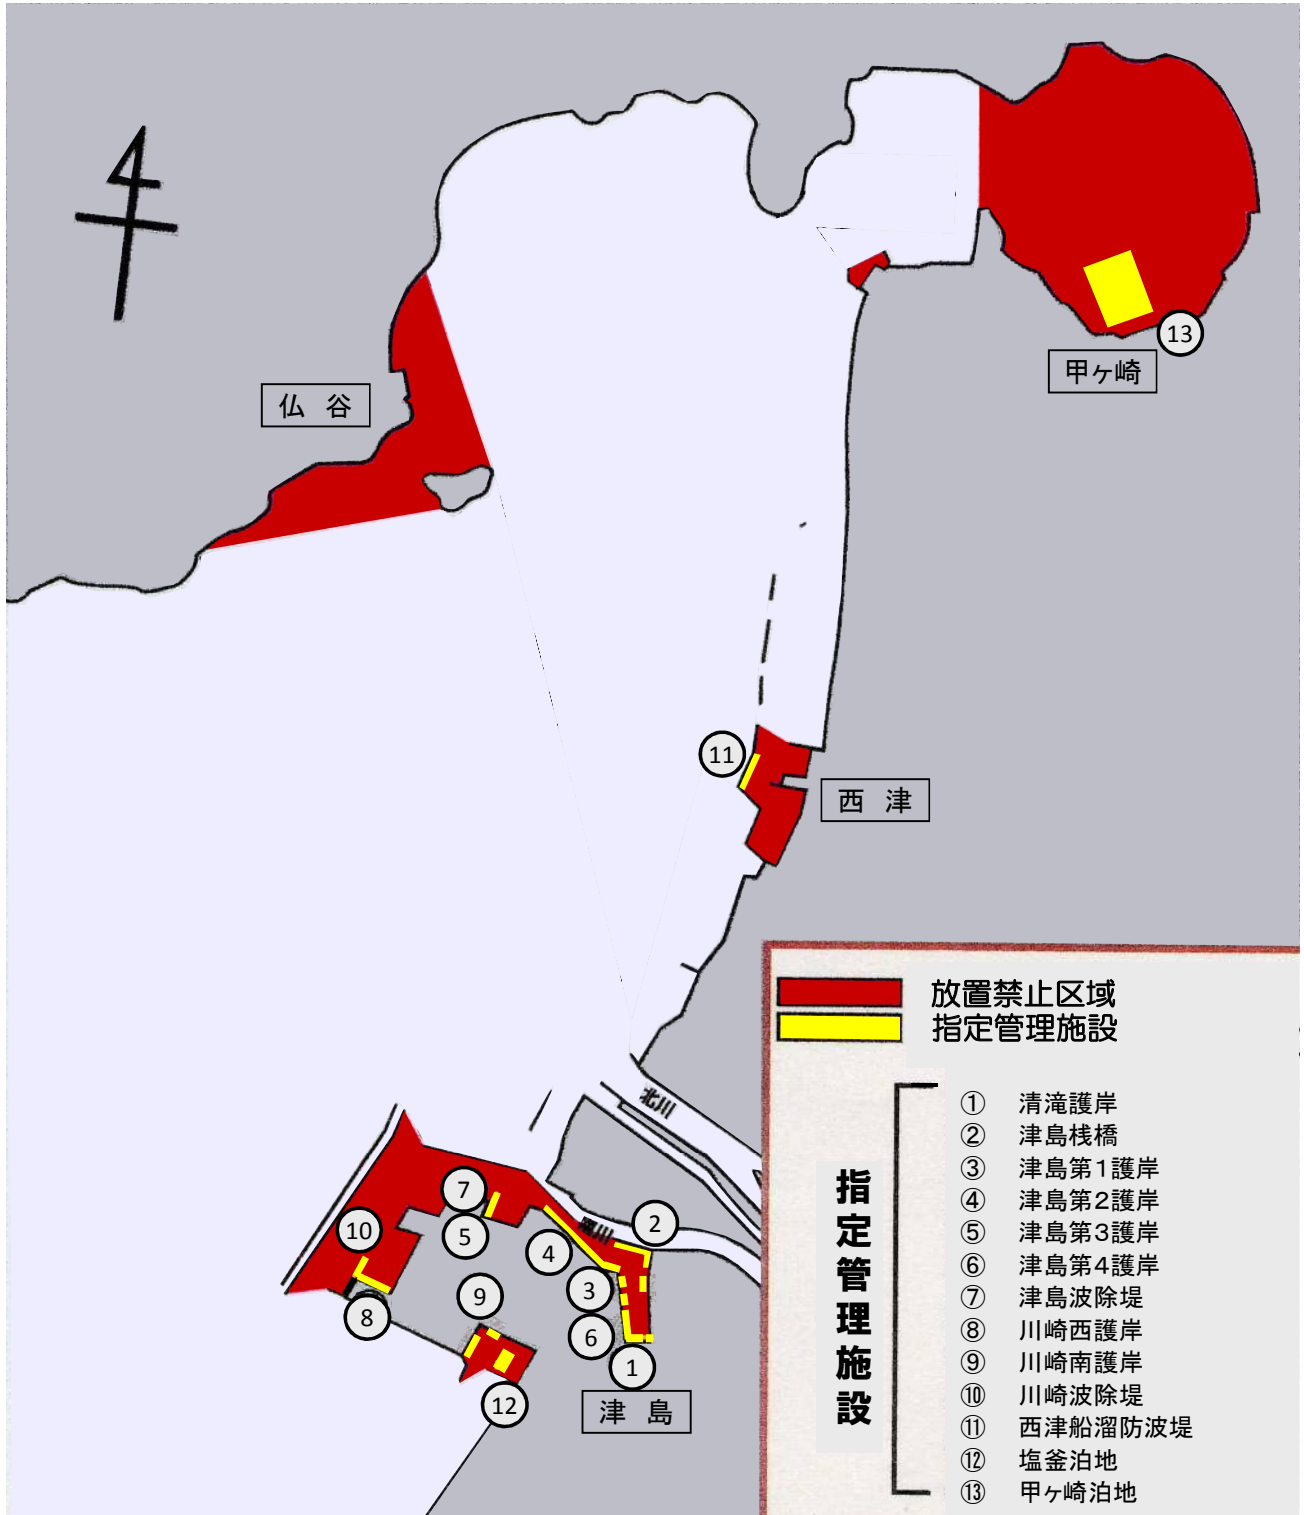 ⑬
甲ヶ崎
仏 谷
⑪
西 津
放置禁止区域
指定管理施設
北川
⑦
②
⑩
⑤
④
③
⑨
⑧
⑥
①
⑫
津 島
指定管理施設
① 清滝護岸
② 津島桟橋
③ 津島第1護岸
④ 津島第2護岸
⑤ 津島第3護岸
⑥ 津島第4護岸
⑦ 津島波除堤
⑧ 川崎西護岸
⑨ 川崎南護岸
⑩ 川崎波除堤
⑪ 西津船溜防波堤
⑫ 塩釜泊地
⑬ 甲ヶ崎泊地